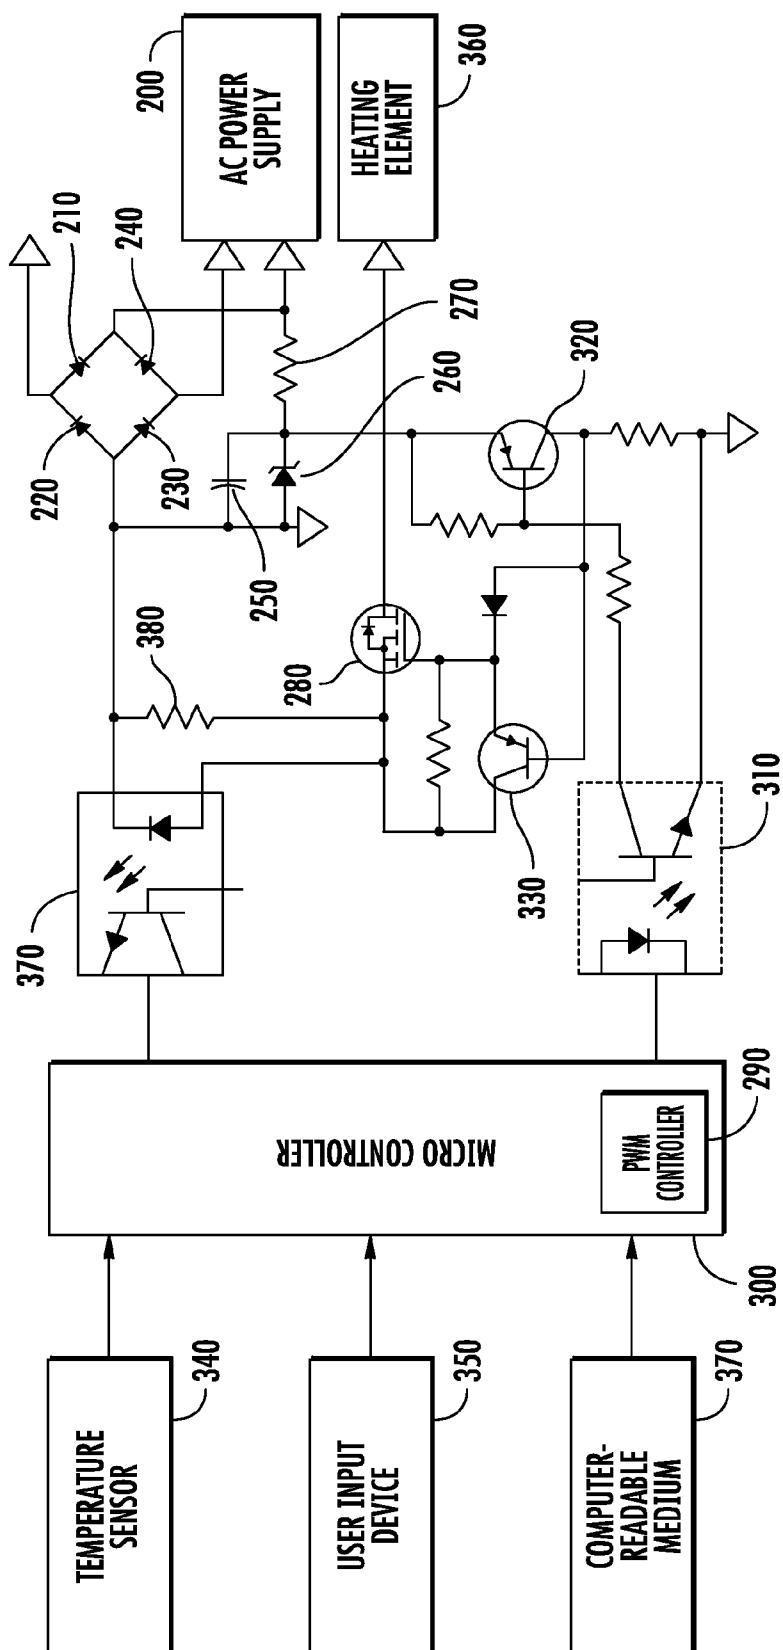 200
AC POWER
SUPPLY
360
HEATING
ELEMENT
210
240
220
230
270
260
320
250
380
280
330
310
370
MICRO CONTROLLER
PWM
CONTROLLER
290
300
TEMPERATURE
SENSOR
340
USER INPUT
DEVICE
350
COMPUTER-
READABLE
MEDIUM
370